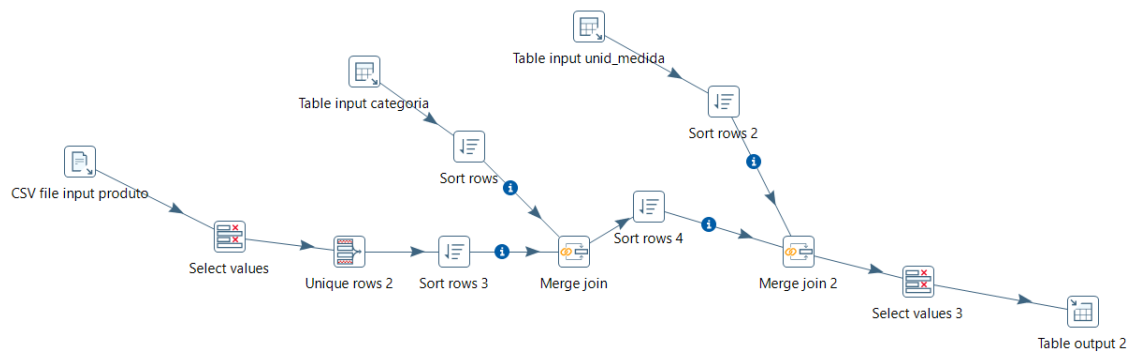 Table input unid_medida
Table input categoria
Sort rows 2
CSV file input produto
Sort rows
Sort rows 4
Select values
Unique rows 2
Sort rows 3
Merge join
Merge join 2
Select values 3
Table output 2